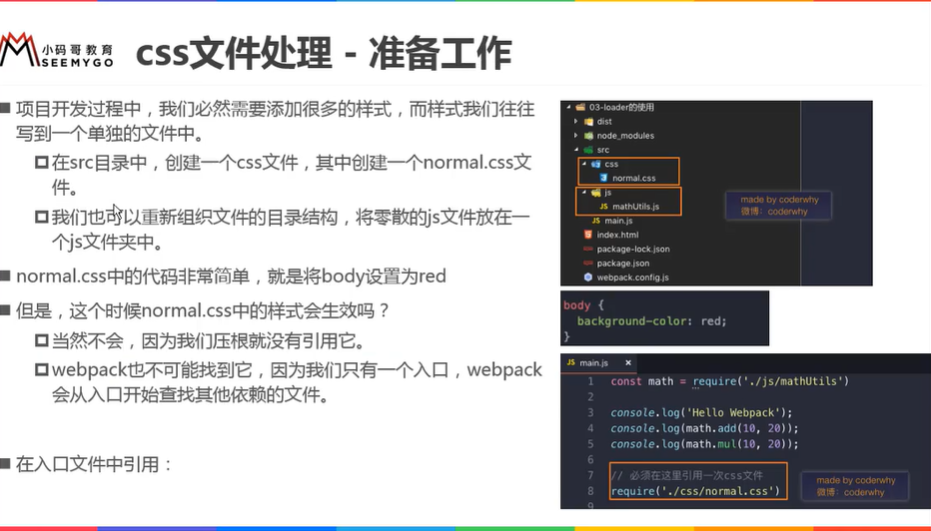 小码哥教育
SEEMYGO
css文件处理 - 准备工作
项目开发过程中，我们必然需要添加很多的样式，而样式我们往往
写到一个单独的文件中。
在src目录中，创建一个css文件，其中创建一个normal.css文
件。
我们也可以重新组织文件的目录结构，将零散的js文件放在一
个js文件夹中。
normal.css中的代码非常简单，就是将body设置为red
但是，这个时候normal.css中的样式会生效吗？
当然不会，因为我们压根就没有引用它。
webpack也不可能找到它，因为我们只有一个入口，webpack
会从入口开始查找其他依赖的文件。
在入口文件中引用：
03-loader的使用
dist
node_modules
src
css
normal.css
js
JS mathUtils.js
JS main.js
index.html
package-lock.json
package.json
webpack.config.js
made by coderwhy
微博：coderwhy
body {
background-color: red;
}
JS main.js ×
1 const math = require('./js/mathUtils')
2
3 console.log('Hello Webpack');
4 console.log(math.add(10, 20));
5 console.log(math.mul(10, 20));
6
7 // 必须在这里引用一次css文件
8 require('./css/normal.css')
9
made by coderwhy
微博：coderwhy